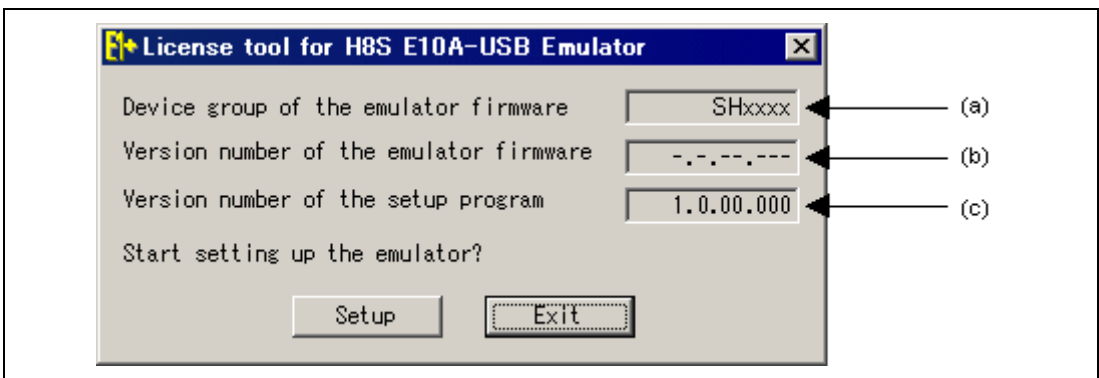 License tool for H8S E10A-USB Emulator
Device group of the emulator firmware SHxxxx (a)
Version number of the emulator firmware -.-.--.--- (b)
Version number of the setup program 1.0.00.000 (c)
Start setting up the emulator?
Setup Exit